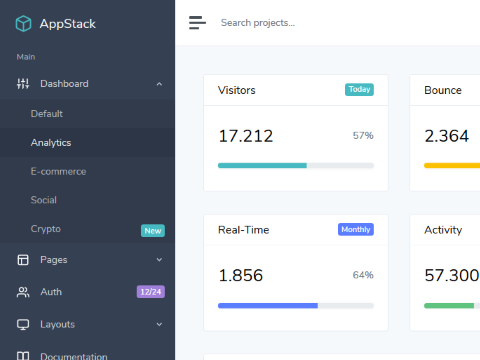 AppStack
Search projects...
Main
Dashboard
Default
Analytics
E-commerce
Social
Crypto New
Pages
Auth 12/24
Layouts
Documentation
Visitors Today
17.212 57%
Bounce
2.364
Real-Time Monthly
1.856 64%
Activity
57.300